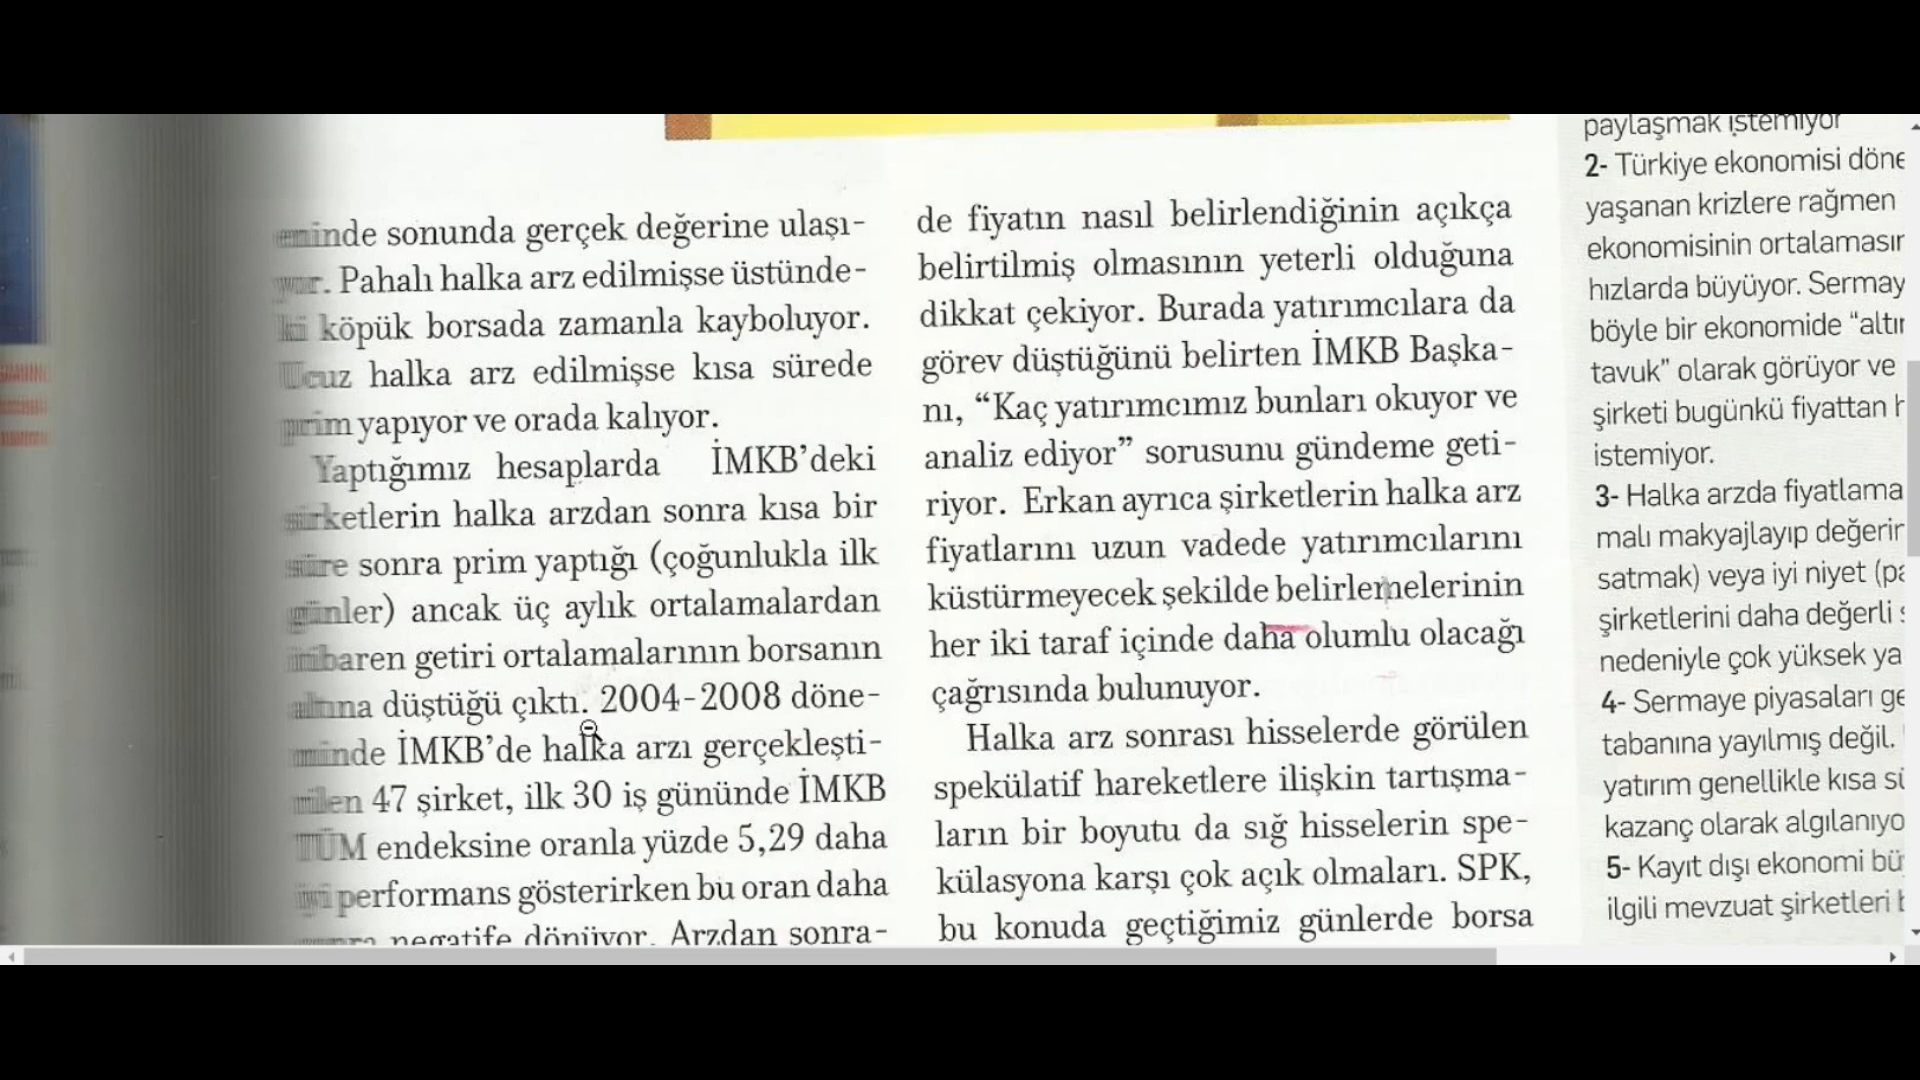 eninde sonunda gerçek değerine ulaşı-
yor. Pahalı halka arz edilmişse üstünde-
ki köpük borsada zamanla kayboluyor.
Ucuz halka arz edilmişse kısa sürede
prim yapıyor ve orada kalıyor.
Yaptığımız hesaplarda İMKB'deki
şirketlerin halka arzdan sonra kısa bir
süre sonra prim yaptığı (çoğunlukla ilk
günler) ancak üç aylık ortalamalardan
itibaren getiri ortalamalarının borsanın
altına düştüğü çıktı. 2004-2008 döne-
minde İMKB'de halka arzı gerçekleşti-
rilen 47 şirket, ilk 30 iş gününde İMKB
TÜM endeksine oranla yüzde 5,29 daha
iyi performans gösterirken bu oran daha
sonra negatife dönüyor. Arzdan sonra-
de fiyatın nasıl belirlendiğinin açıkça
belirtilmiş olmasının yeterli olduğuna
dikkat çekiyor. Burada yatırımcılara da
görev düştüğünü belirten İMKB Başka-
nı, “Kaç yatırımcımız bunları okuyor ve
analiz ediyor” sorusunu gündeme geti-
riyor. Erkan ayrıca şirketlerin halka arz
fiyatlarını uzun vadede yatırımcılarını
küstürmeyecek şekilde belirlemelerinin
her iki taraf içinde daha olumlu olacağı
çağrısında bulunuyor.
Halka arz sonrası hisselerde görülen
spekülatif hareketlere ilişkin tartışma-
ların bir boyutu da sığ hisselerin spe-
külasyona karşı çok açık olmaları. SPK,
bu konuda geçtiğimiz günlerde borsa
paylaşmak istemiyor
2- Türkiye ekonomisi döne
yaşanan krizlere rağmen
ekonomisinin ortalamasın
hızlarda büyüyor. Sermay
böyle bir ekonomide “altın
tavuk” olarak görüyor ve
şirketi bugünkü fiyattan h
istemiyor.
3- Halka arzda fiyatlama
malı makyajlayıp değerin
satmak) veya iyi niyet (pa
şirketlerini daha değerli
nedeniyle çok yüksek ya
4- Sermaye piyasaları ge
tabanına yayılmış değil.
yatırım genellikle kısa sü
kazanç olarak algılanıyo
5- Kayıt dışı ekonomi bü
ilgili mevzuat şirketleri